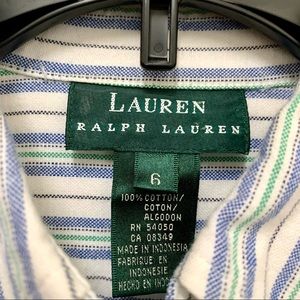 LAUREN
RALPH LAUREN
6
100% COTTON/
COTON/
ALGODON
RN 54050
CA 08349
MADE IN INDONESIA
FABRIQUE EN
INDONESIE
HECHO EN